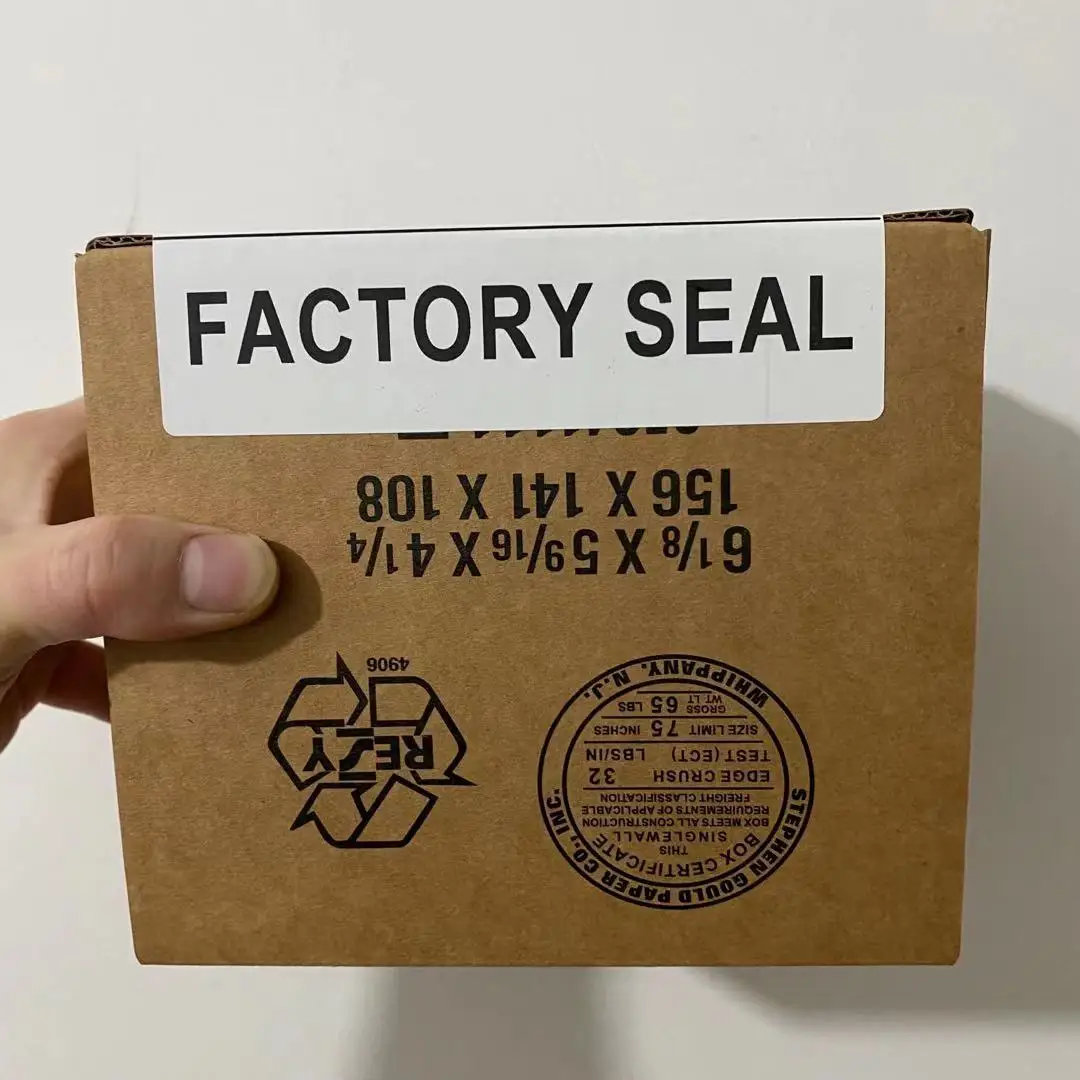 FACTORY SEAL
6 1/8 X 5 9/16 X 4 1/4
156 X 141 X 108
STEPHEN GOULD PAPER CO., INC.
WHIPPANY, N.J.
BOX CERTIFICATE
THIS
SINGLEWALL
BOX MEETS ALL CONSTRUCTION
REQUIREMENTS OF APPLICABLE
FREIGHT CLASSIFICATION
EDGE CRUSH 32
TEST (ECT) LBS/IN
SIZE LIMIT 75 INCHES
GROSS WT LT 65 LBS
RESY
4906